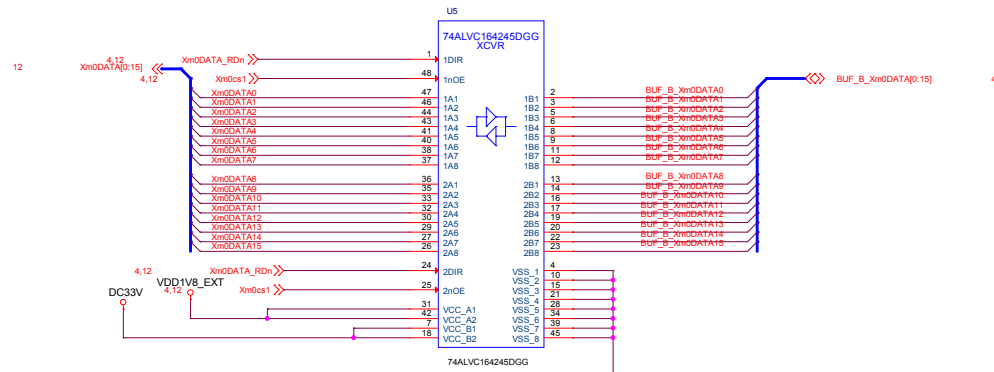 U5
74ALVC164245DGG
XCVR
12
Xm0DATA[0:15]
4,12
4,12
Xm0DATA_RDn
1
1DIR
Xm0cs1
48
1nOE
BUF_B_Xm0DATA[0:15]
4
Xm0DATA0 47 1A1 1B1 2 BUF_B_Xm0DATA0
Xm0DATA1 46 1A2 1B2 3 BUF_B_Xm0DATA1
Xm0DATA2 44 1A3 1B3 5 BUF_B_Xm0DATA2
Xm0DATA3 43 1A4 1B4 6 BUF_B_Xm0DATA3
Xm0DATA4 41 1A5 1B5 8 BUF_B_Xm0DATA4
Xm0DATA5 40 1A6 1B6 9 BUF_B_Xm0DATA5
Xm0DATA6 38 1A7 1B7 11 BUF_B_Xm0DATA6
Xm0DATA7 37 1A8 1B8 12 BUF_B_Xm0DATA7
Xm0DATA8 36 2A1 2B1 13 BUF_B_Xm0DATA8
Xm0DATA9 35 2A2 2B2 14 BUF_B_Xm0DATA9
Xm0DATA10 33 2A3 2B3 16 BUF_B_Xm0DATA10
Xm0DATA11 32 2A4 2B4 17 BUF_B_Xm0DATA11
Xm0DATA12 30 2A5 2B5 19 BUF_B_Xm0DATA12
Xm0DATA13 29 2A6 2B6 20 BUF_B_Xm0DATA13
Xm0DATA14 27 2A7 2B7 22 BUF_B_Xm0DATA14
Xm0DATA15 26 2A8 2B8 23 BUF_B_Xm0DATA15
4,12 Xm0DATA_RDn 24 2DIR VSS_1 4
VDD1V8_EXT VSS_2 10
4,12 Xm0cs1 25 2nOE VSS_3 15
DC33V VSS_4 21
31 VCC_A1 VSS_5 28
42 VCC_A2 VSS_6 34
7 VCC_B1 VSS_7 39
18 VCC_B2 VSS_8 45
74ALVC164245DGG